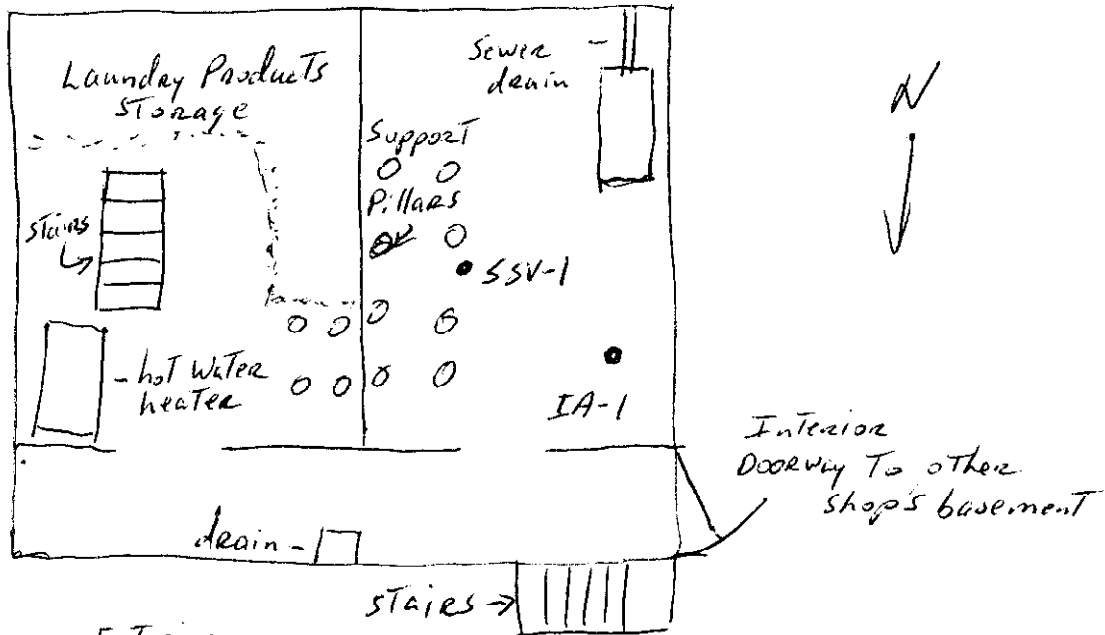 Laundry Products
Storage
Sewer
drain
N
Support
Pillars
stairs
SSV-1
hot water
heater
IA-1
Interior
Doorway To other
shop's basement
drain
stairs